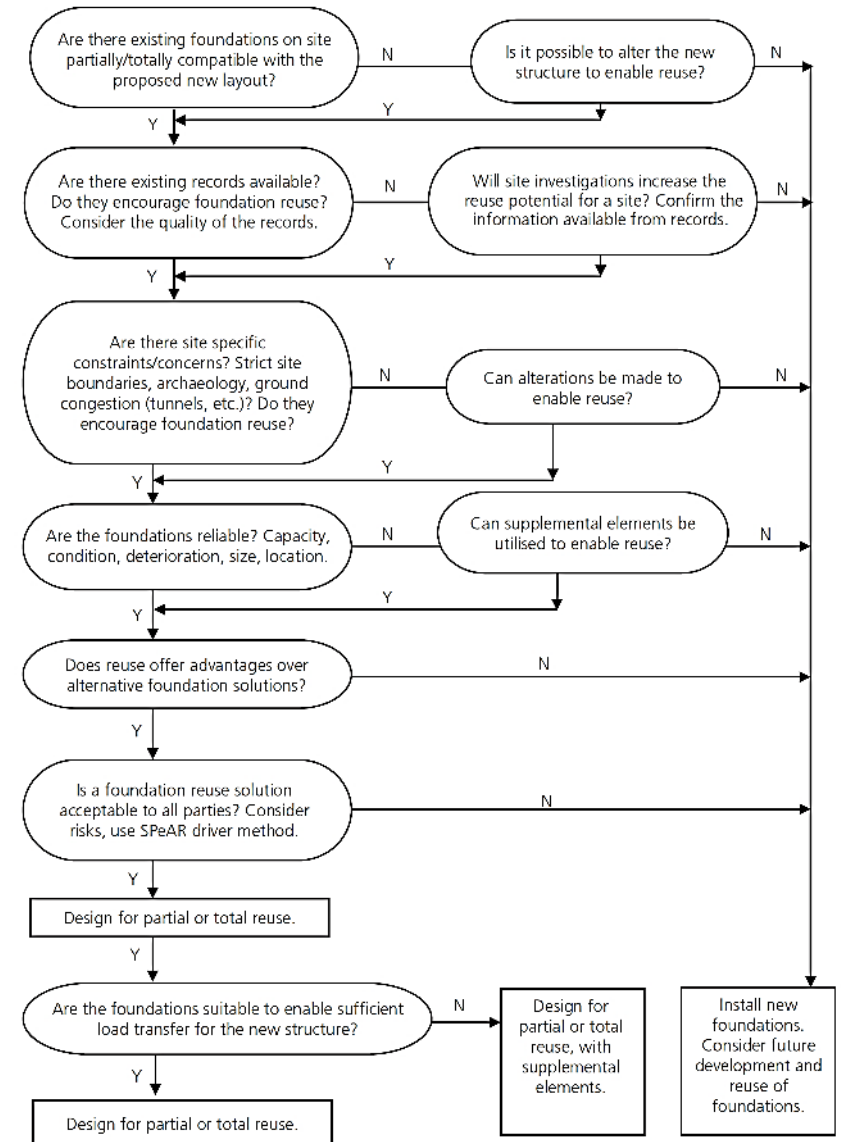 Are there existing foundations on site
partially/totally compatible with the
proposed new layout?
N
Is it possible to alter the new
structure to enable reuse?
N
Y
Y
Are there existing records available?
Do they encourage foundation reuse?
Consider the quality of the records.
N
Will site investigations increase the
reuse potential for a site? Confirm the
information available from records.
N
Y
Y
Are there site specific
constraints/concerns? Strict site
boundaries, archaeology, ground
congestion (tunnels, etc.)? Do they
encourage foundation reuse?
N
Can alterations be made to
enable reuse?
N
Y
Y
Are the foundations reliable? Capacity,
condition, deterioration, size, location.
N
Can supplemental elements be
utilised to enable reuse?
N
Y
Y
Does reuse offer advantages over
alternative foundation solutions?
N
Y
Is a foundation reuse solution
acceptable to all parties? Consider
risks, use SPeAR driver method.
N
Y
Design for partial or total reuse.
Y
Are the foundations suitable to enable sufficient
load transfer for the new structure?
N
Design for
partial or total
reuse, with
supplemental
elements.
Install new
foundations.
Consider future
development and
reuse of
foundations.
Y
Design for partial or total reuse.